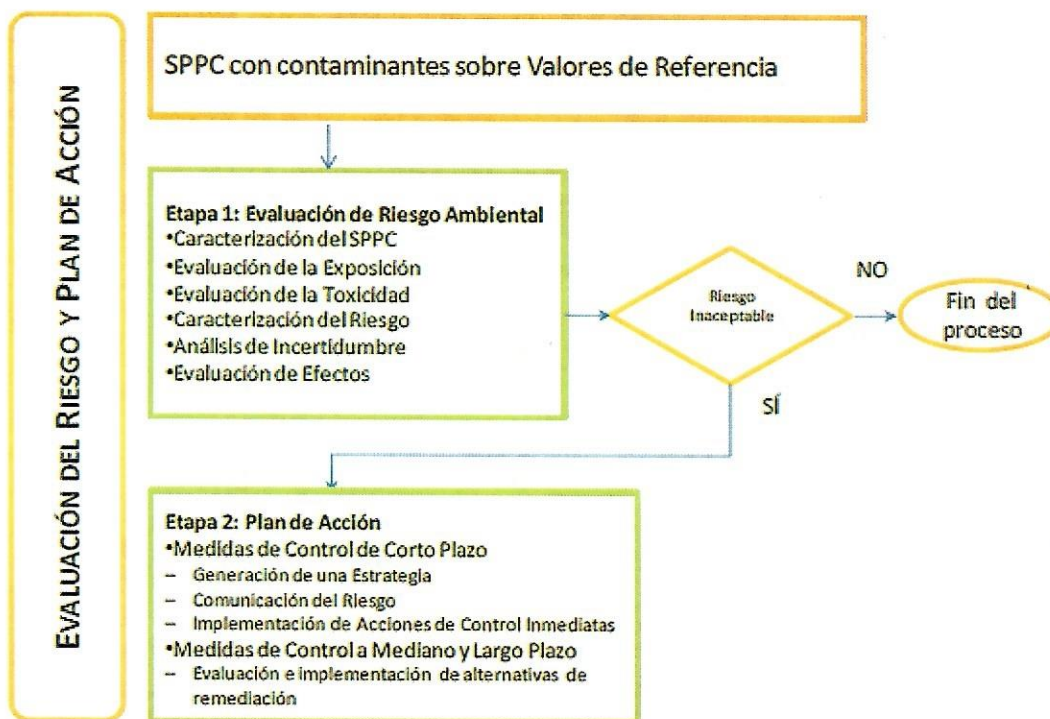 EVALUACIÓN DEL RIESGO Y PLAN DE ACCIÓN
SPPC con contaminantes sobre Valores de Referencia
Etapa 1: Evaluación de Riesgo Ambiental
•Caracterización del SPPC
•Evaluación de la Exposición
•Evaluación de la Toxicidad
•Caracterización del Riesgo
•Análisis de Incertidumbre
•Evaluación de Efectos
Riesgo
Inaceptable
NO
Fin del
proceso
SÍ
Etapa 2: Plan de Acción
•Medidas de Control de Corto Plazo
– Generación de una Estrategia
– Comunicación del Riesgo
– Implementación de Acciones de Control Inmediatas
•Medidas de Control a Mediano y Largo Plazo
– Evaluación e implementación de alternativas de
remediación